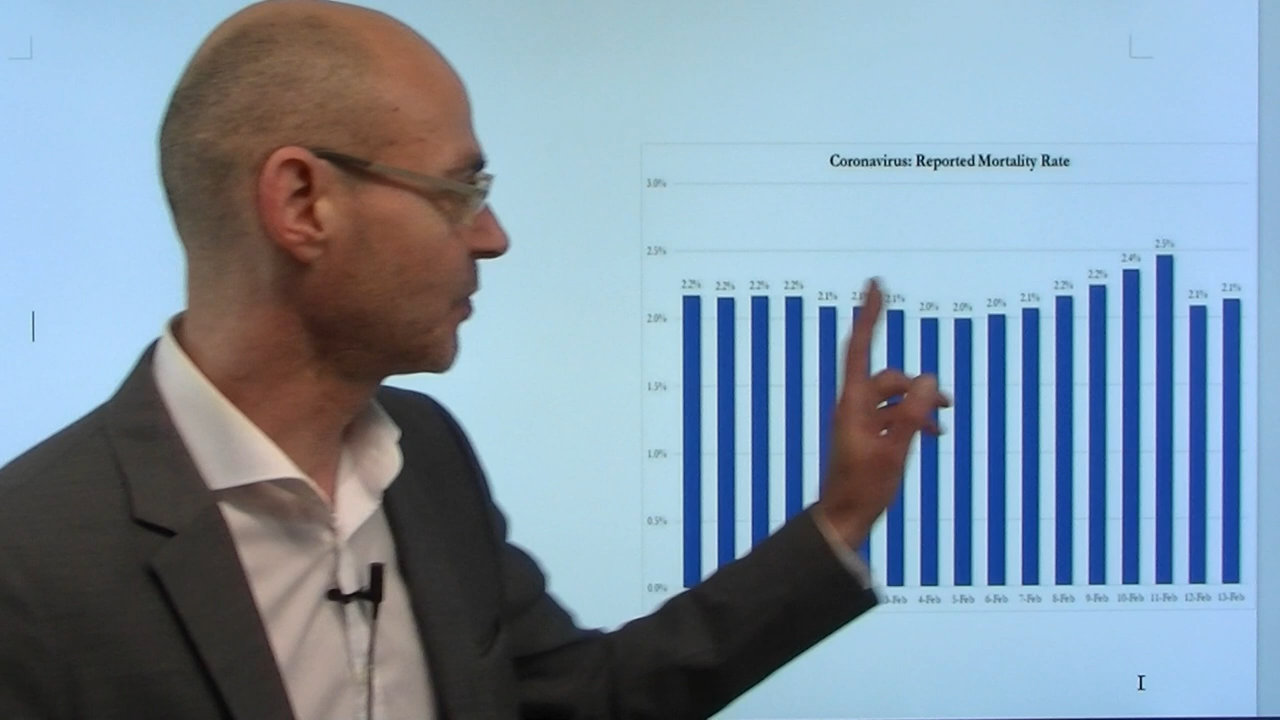 Coronavirus: Reported Mortality Rate
3.0%
2.5%
2.0%
1.5%
1.0%
0.5%
0.0%
2.2% 2.2% 2.2% 2.2% 2.1% 2.1% 2.0% 2.0% 2.0% 2.1% 2.2% 2.2% 2.4% 2.5% 2.1% 2.1%
4-Feb 5-Feb 6-Feb 7-Feb 8-Feb 9-Feb 10-Feb 11-Feb 12-Feb 13-Feb